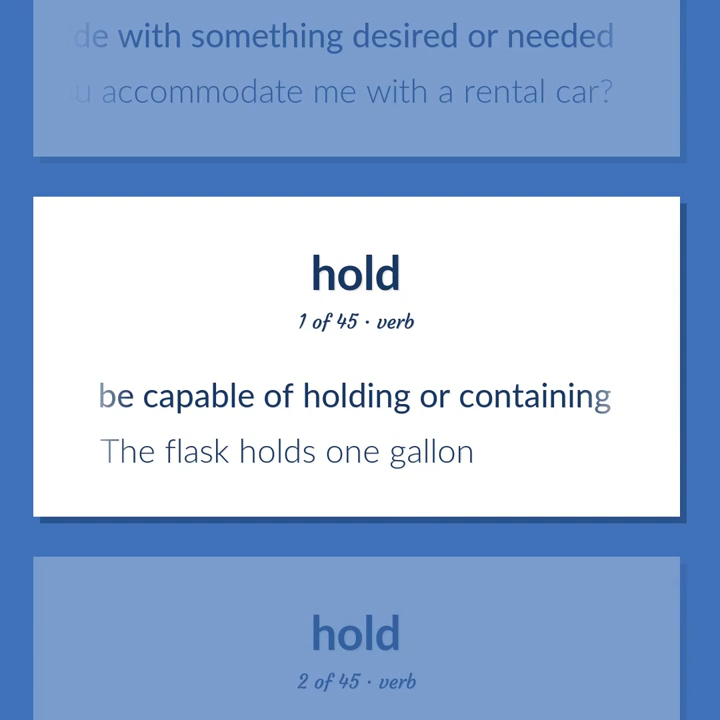 with something desired or needed
accommodate me with a rental car?
hold
1 of 45 · verb
be capable of holding or containing
The flask holds one gallon
hold
2 of 45 · verb